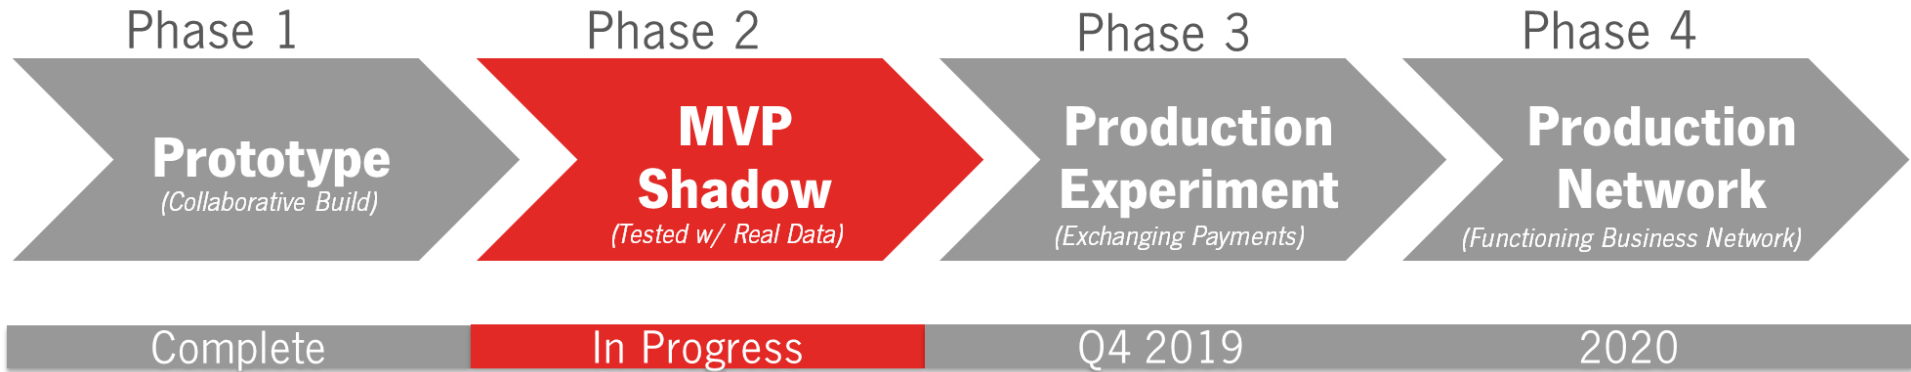 Phase 1
Phase 2
Phase 3
Phase 4
Prototype
(Collaborative Build)
MVP
Shadow
(Tested w/ Real Data)
Production
Experiment
(Exchanging Payments)
Production
Network
(Functioning Business Network)
Complete
In Progress
Q4 2019
2020